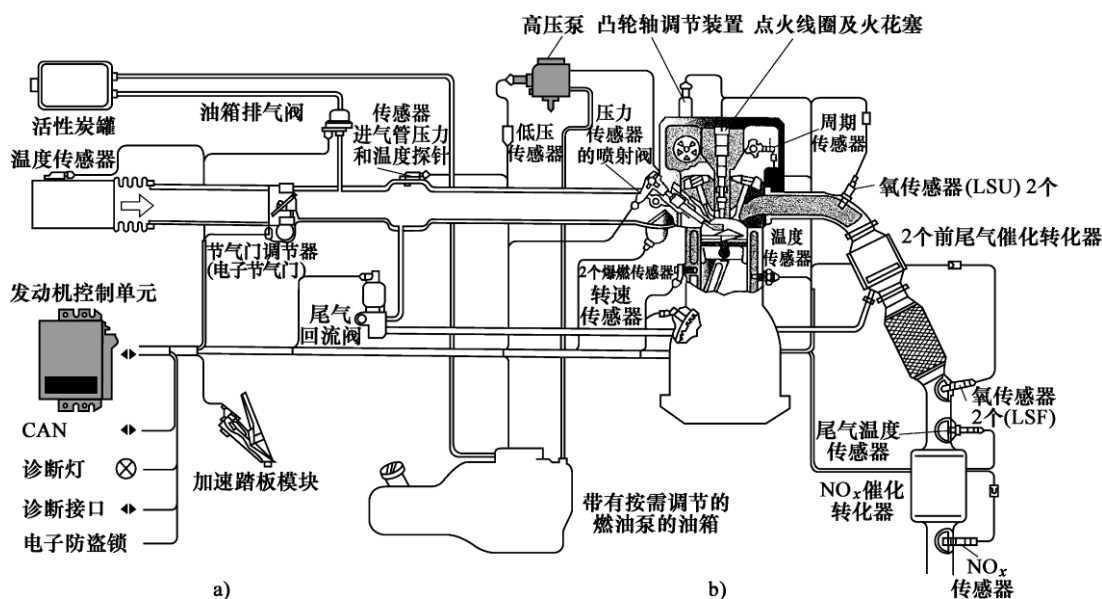 高压泵
凸轮轴调节装置
点火线圈及火花塞
活性炭罐
油箱排气阀
传感器
进气管压力
和温度探针
低压
传感器
压力
传感器
的喷射阀
周期
传感器
温度传感器
氧传感器(LSU) 2个
2个前尾气催化转化器
节气门调节器
(电子节气门)
温度
传感器
2个爆燃传感器
转速
传感器
发动机控制单元
尾气
回流阀
CAN
诊断灯
诊断接口
电子防盗锁
加速踏板模块
带有按需调节的
燃油泵的油箱
氧传感器
2个(LSF)
尾气温度
传感器
NOx催化
转化器
NOx
传感器
a)
b)